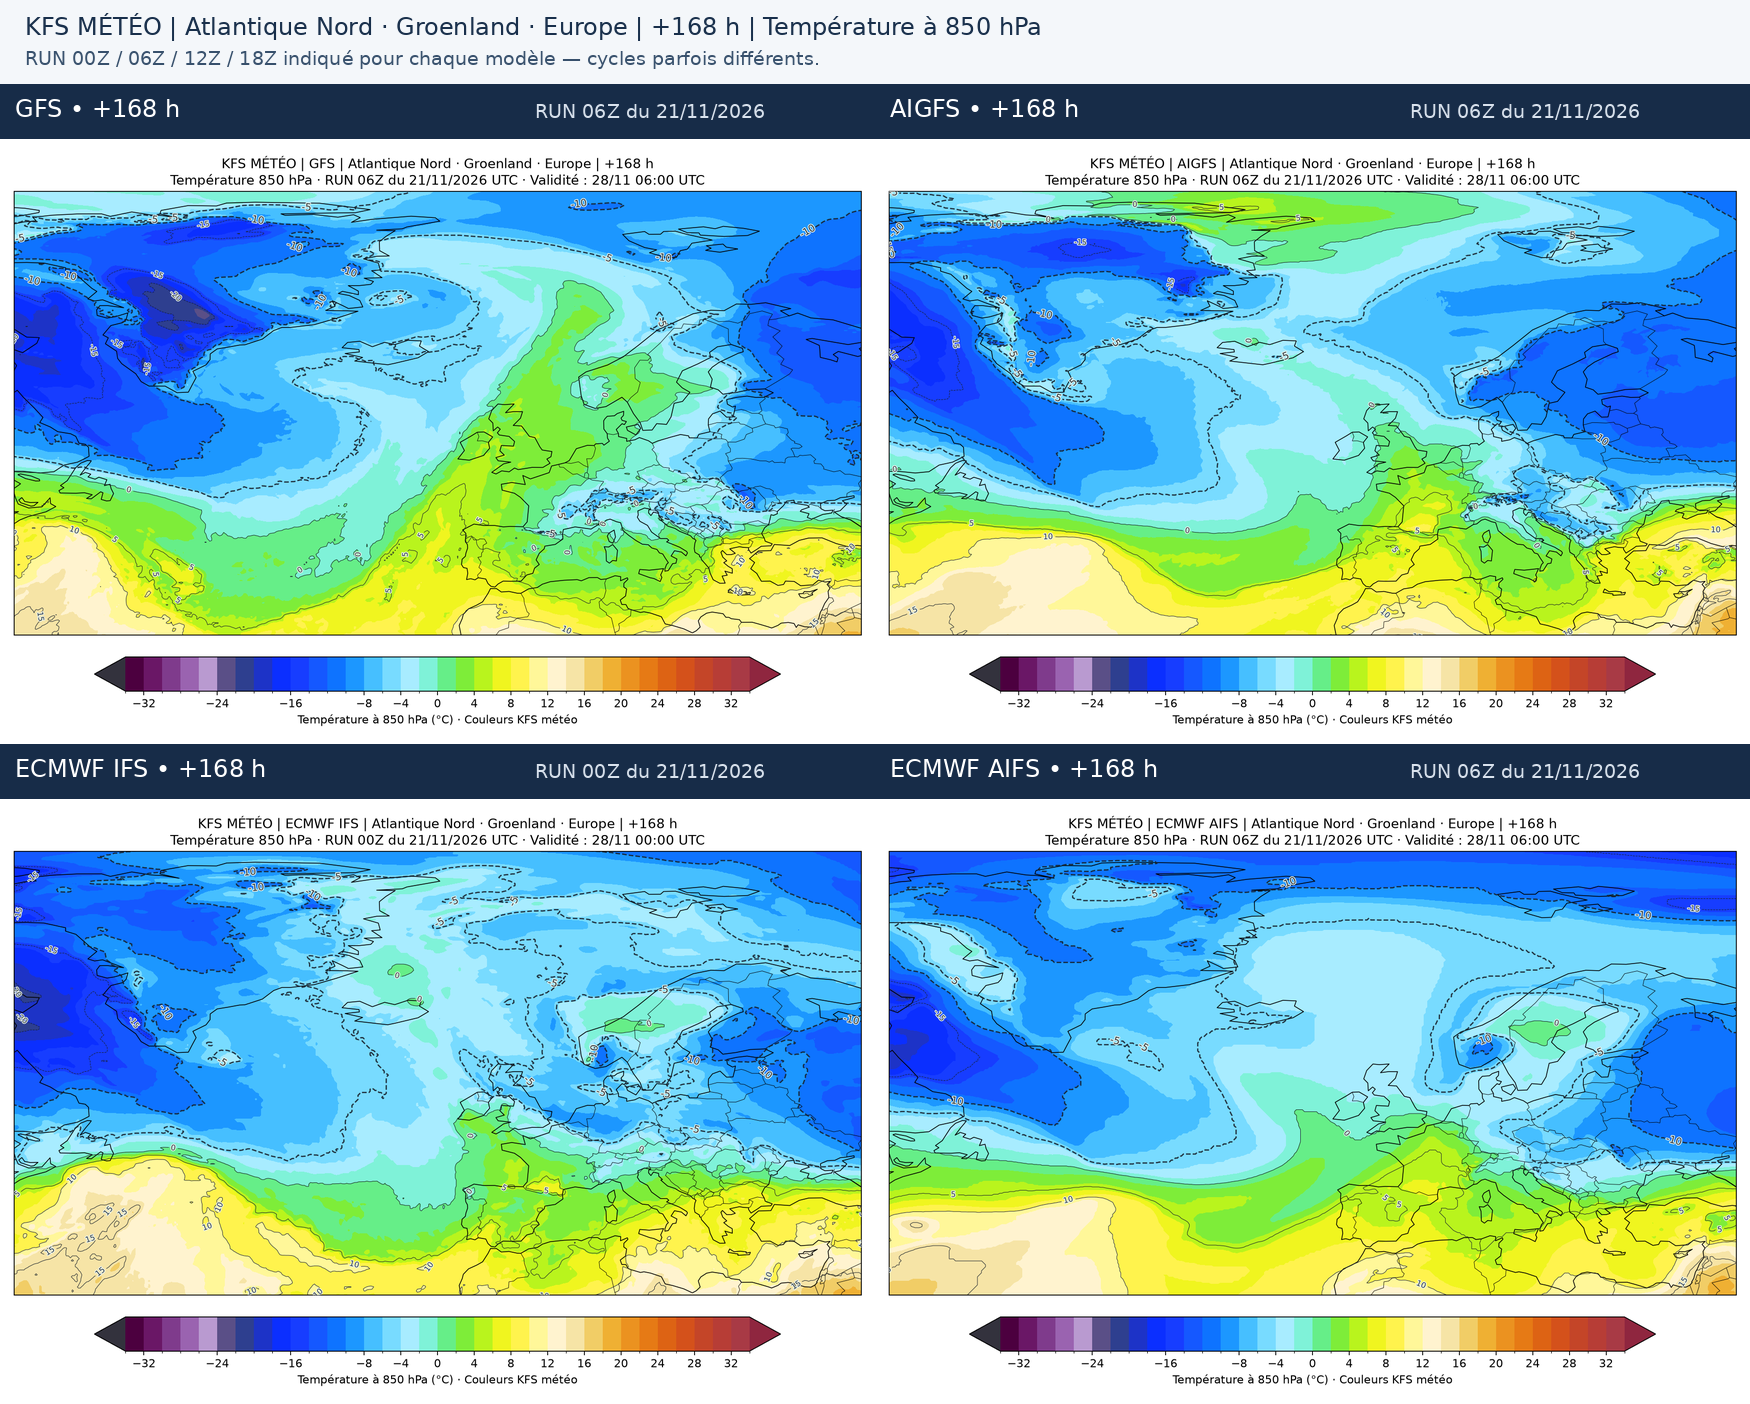 KFS MÉTÉO | Atlantique Nord · Groenland · Europe | +168 h | Température à 850 hPa
RUN 00Z / 06Z / 12Z / 18Z indiqué pour chaque modèle — cycles parfois différents.
GFS • +168 h
RUN 06Z du 21/11/2026
AIGFS • +168 h
RUN 06Z du 21/11/2026
KFS MÉTÉO | GFS | Atlantique Nord · Groenland · Europe | +168 h
Température 850 hPa · RUN 06Z du 21/11/2026 UTC · Validité : 28/11 06:00 UTC
KFS MÉTÉO | AIGFS | Atlantique Nord · Groenland · Europe | +168 h
Température 850 hPa · RUN 06Z du 21/11/2026 UTC · Validité : 28/11 06:00 UTC
−32 −24 −16 −8 −4 0 4 8 12 16 20 24 28 32
Température à 850 hPa (°C) · Couleurs KFS météo
−32 −24 −16 −8 −4 0 4 8 12 16 20 24 28 32
Température à 850 hPa (°C) · Couleurs KFS météo
ECMWF IFS • +168 h
RUN 00Z du 21/11/2026
ECMWF AIFS • +168 h
RUN 06Z du 21/11/2026
KFS MÉTÉO | ECMWF IFS | Atlantique Nord · Groenland · Europe | +168 h
Température 850 hPa · RUN 00Z du 21/11/2026 UTC · Validité : 28/11 00:00 UTC
KFS MÉTÉO | ECMWF AIFS | Atlantique Nord · Groenland · Europe | +168 h
Température 850 hPa · RUN 06Z du 21/11/2026 UTC · Validité : 28/11 06:00 UTC
−32 −24 −16 −8 −4 0 4 8 12 16 20 24 28 32
Température à 850 hPa (°C) · Couleurs KFS météo
−32 −24 −16 −8 −4 0 4 8 12 16 20 24 28 32
Température à 850 hPa (°C) · Couleurs KFS météo